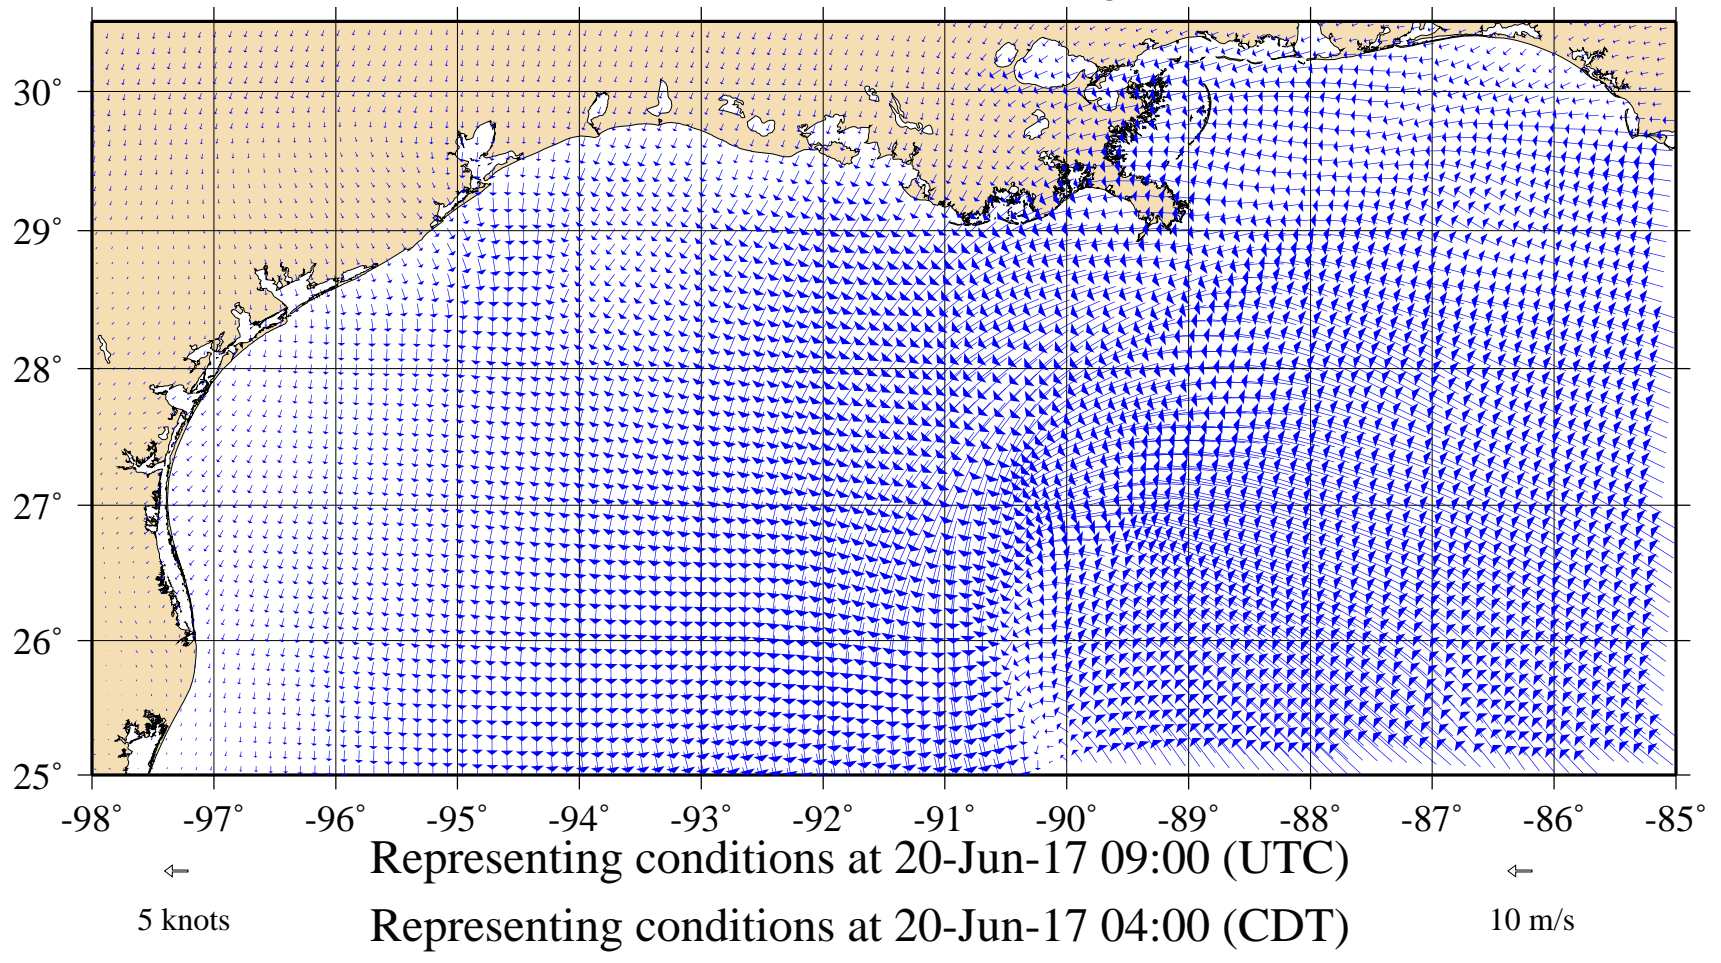 30°
29°
28°
27°
26°
25°
-98° -97° -96° -95° -94° -93° -92° -91° -90° -89° -88° -87° -86° -85°
Representing conditions at 20-Jun-17 09:00 (UTC)
5 knots
Representing conditions at 20-Jun-17 04:00 (CDT)
10 m/s